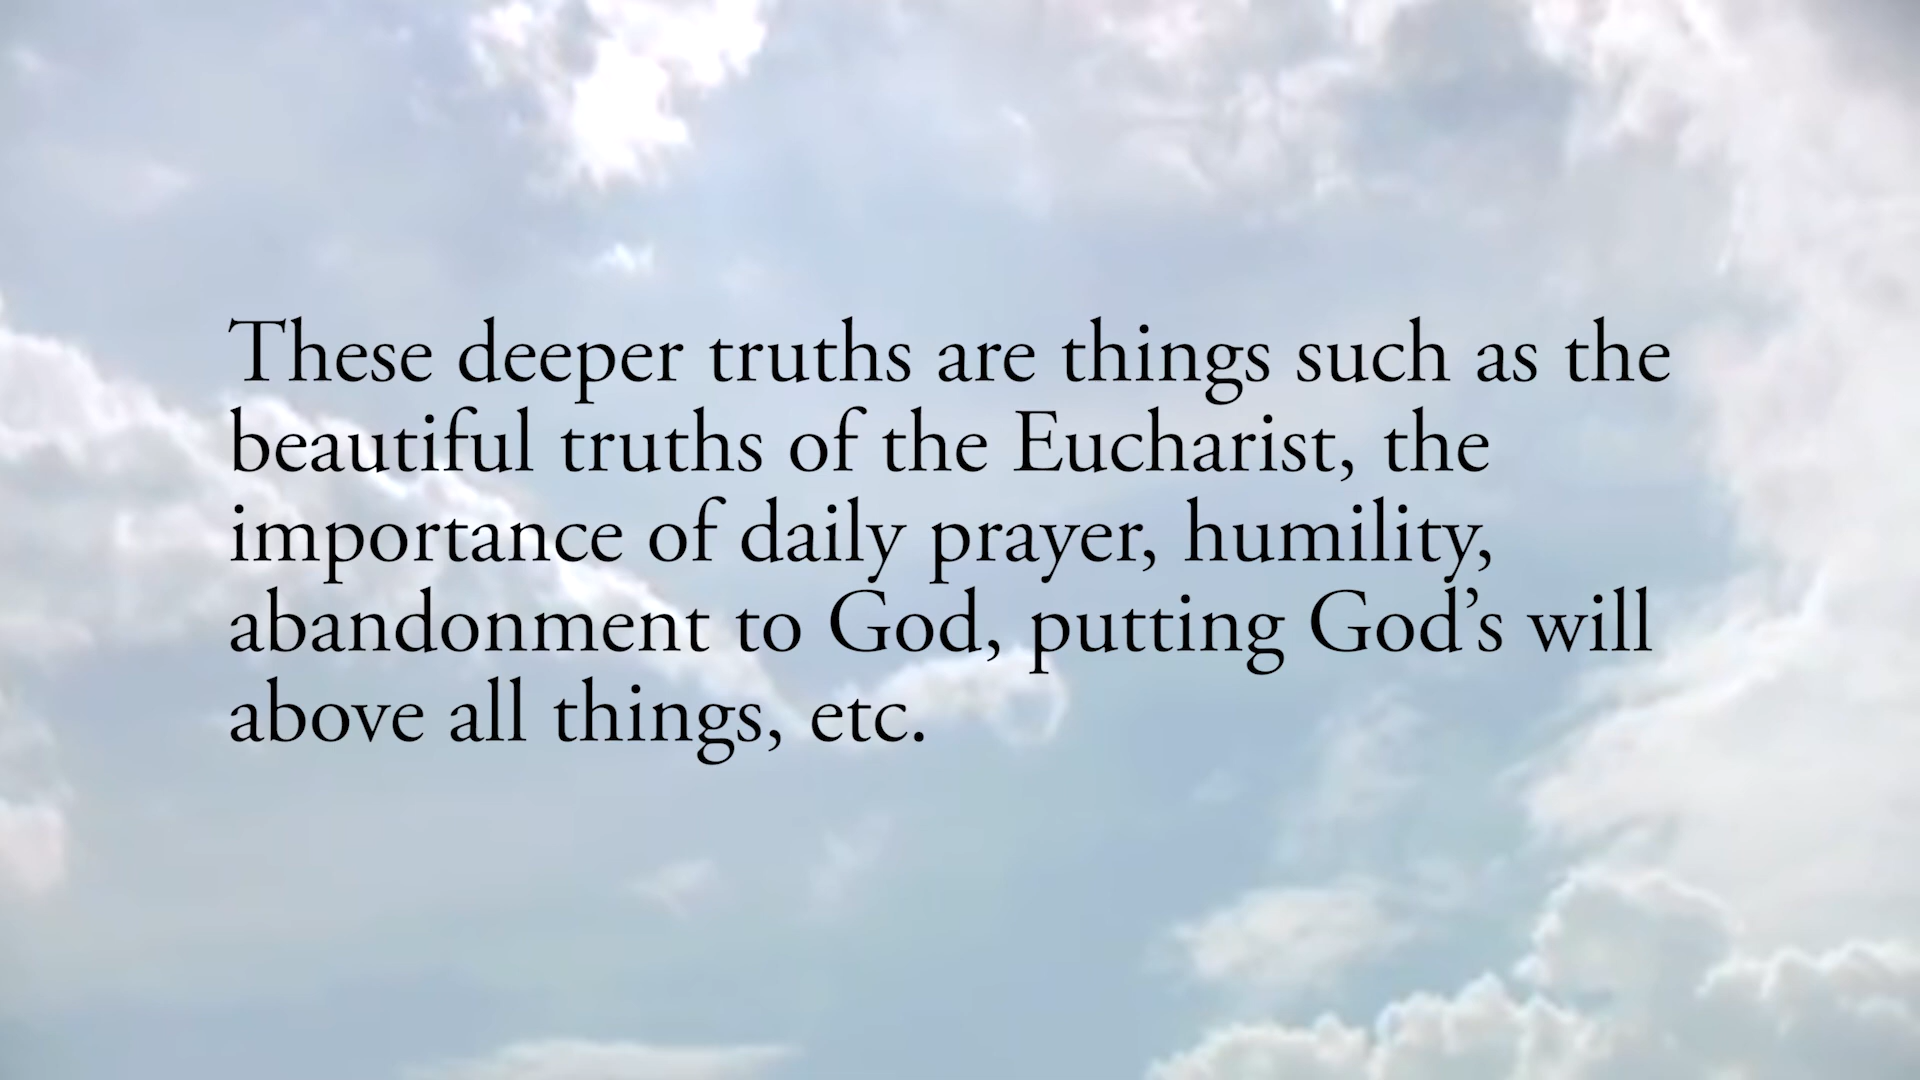 These deeper truths are things such as the
beautiful truths of the Eucharist, the
importance of daily prayer, humility,
abandonment to God, putting God’s will
above all things, etc.